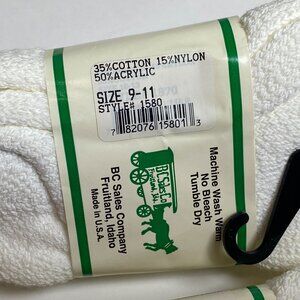 35%COTTON 15%NYLON
50%ACRYLIC
SIZE 9-11
STYLE# 1580
7 82076 15801 3
BC Sales Company
Fruitland, Idaho
Made in U.S.A.
Machine Wash Warm
No Bleach
Tumble Dry